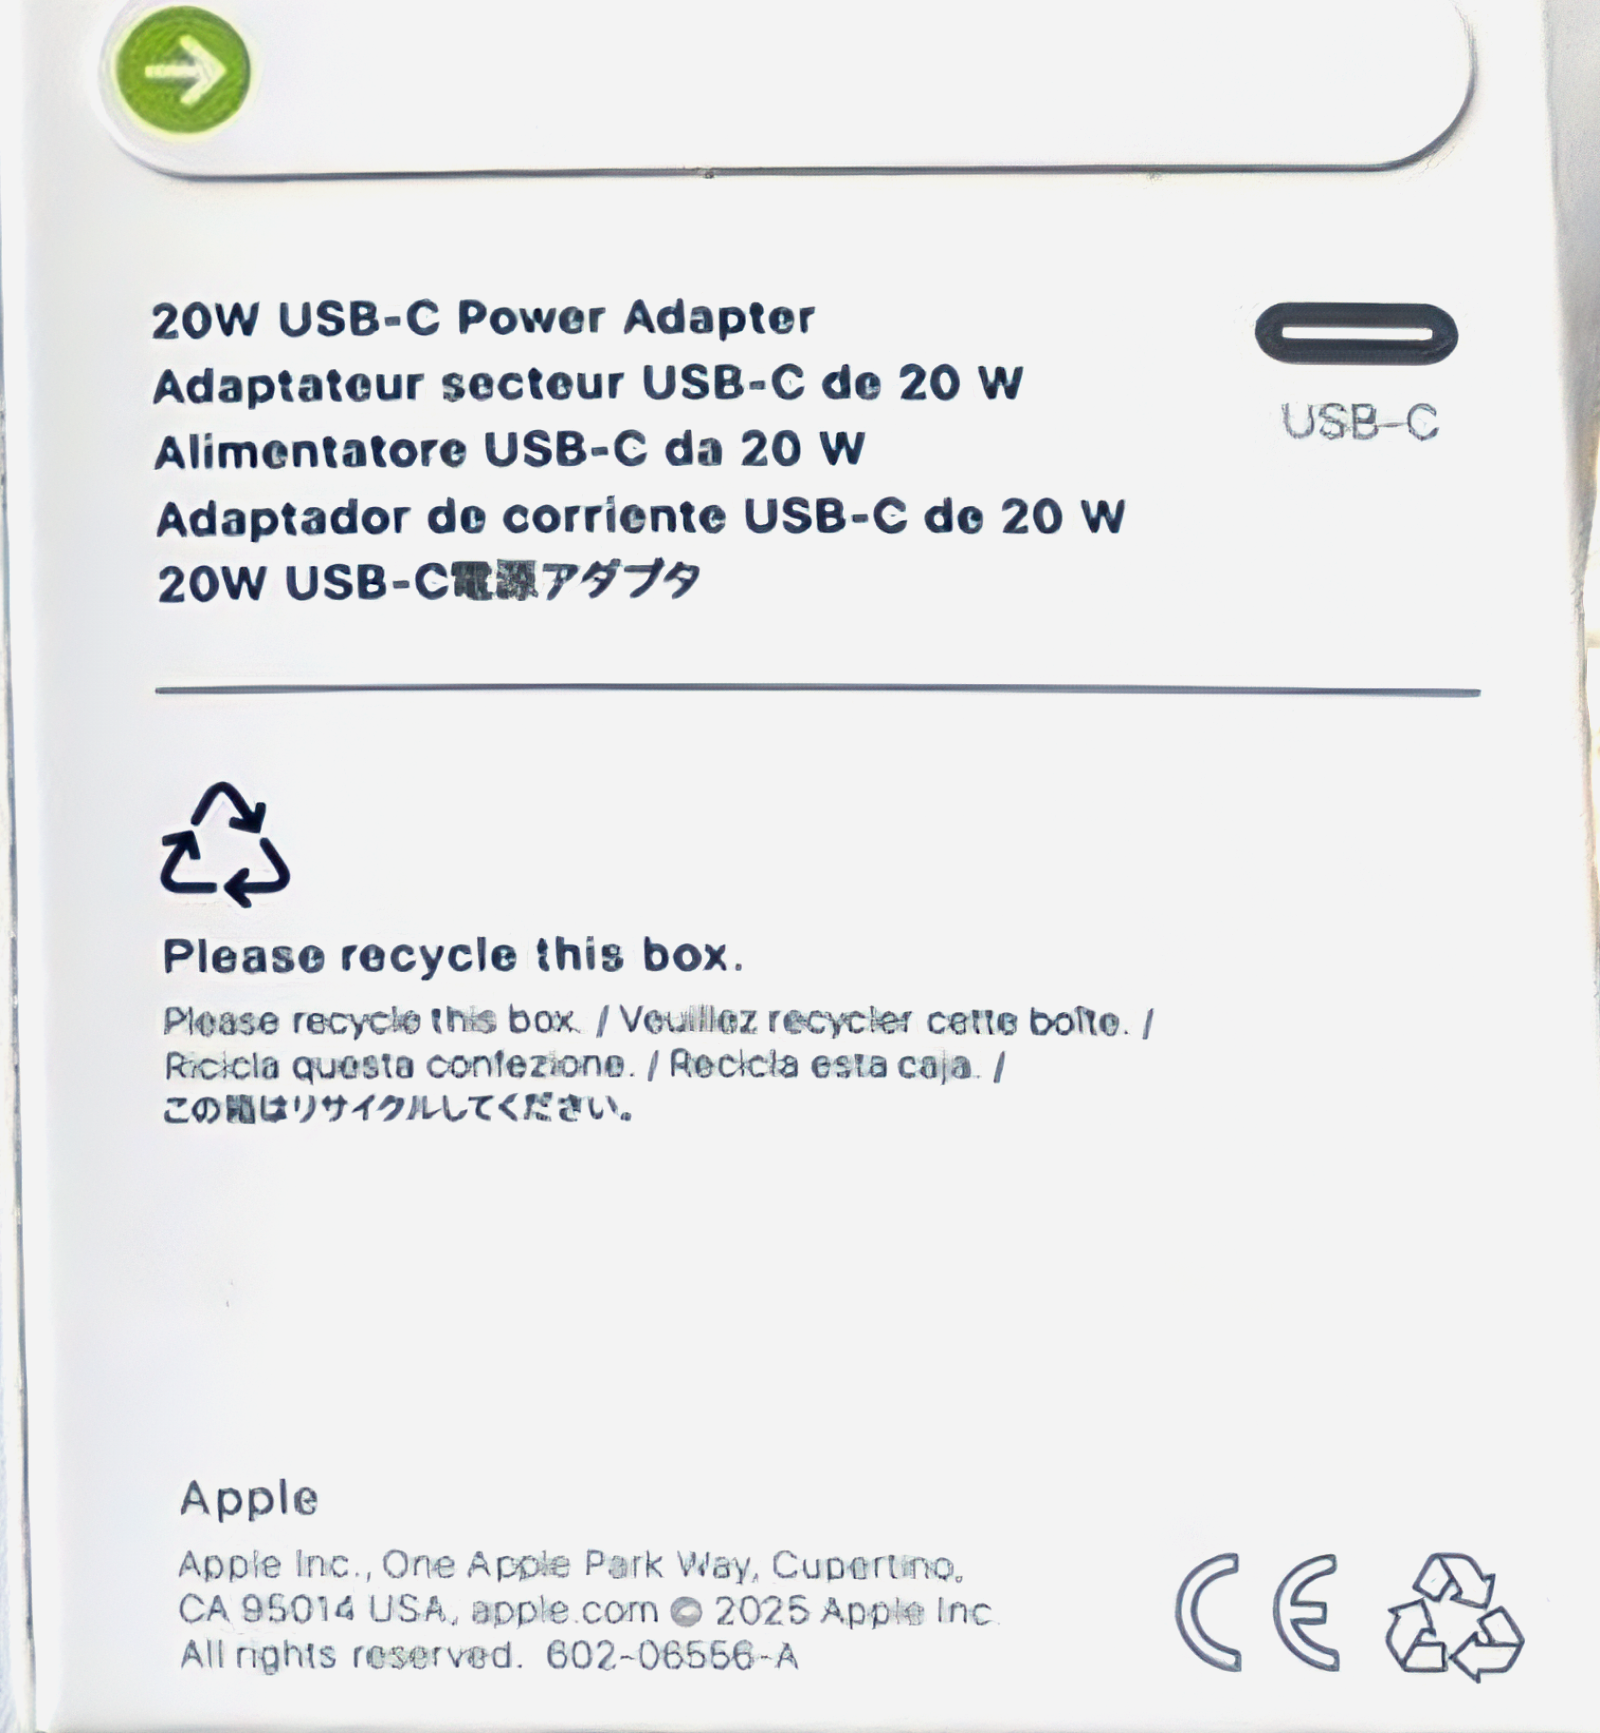 20W USB-C Power Adapter
USB-C
Adaptateur secteur USB-C de 20 W
Alimentatore USB-C da 20 W
Adaptador de corriente USB-C de 20 W
20W USB-C電源アダプタ
Please recycle this box.
Please recycle this box. / Veuillez recycler cette boîte. /
Ricicla questa confezione. / Recicla esta caja. /
この箱はリサイクルしてください。
Apple
Apple Inc., One Apple Park Way, Cupertino,
CA 95014 USA, apple.com © 2025 Apple Inc.
All rights reserved.
CE